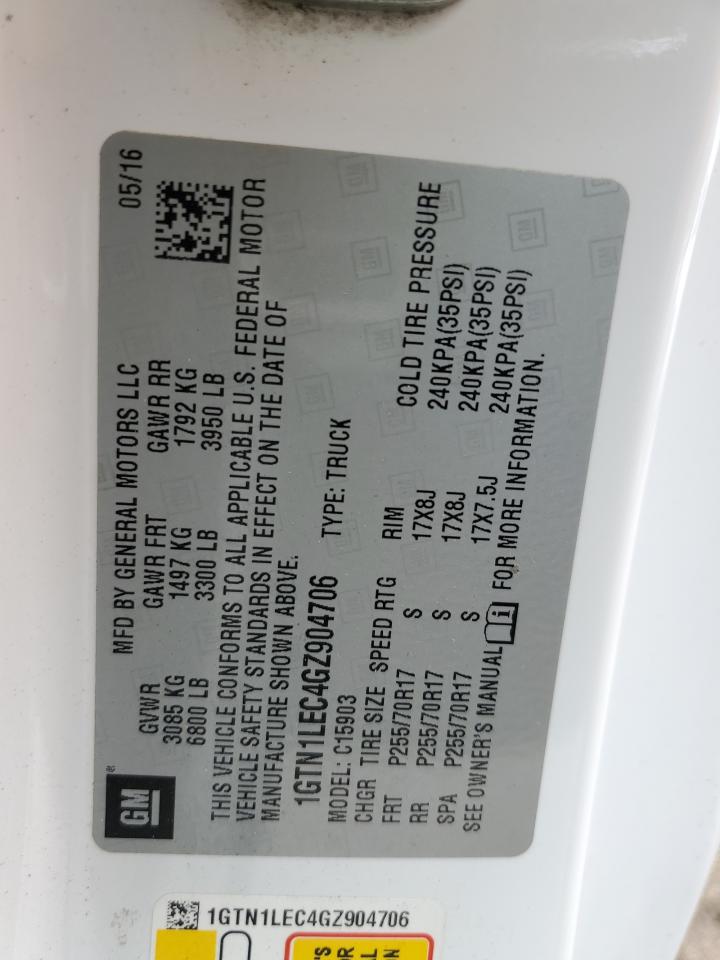 GM
MFD BY GENERAL MOTORS LLC 05/16
GVWR GAWR FRT GAWR RR
3085 KG 1497 KG 1792 KG
6800 LB 3300 LB 3950 LB
THIS VEHICLE CONFORMS TO ALL APPLICABLE U.S. FEDERAL MOTOR
VEHICLE SAFETY STANDARDS IN EFFECT ON THE DATE OF
MANUFACTURE SHOWN ABOVE.
1GTN1LEC4GZ904706 TYPE: TRUCK
MODEL: C15903
CHGR TIRE SIZE SPEED RTG RIM COLD TIRE PRESSURE
FRT P255/70R17 S 17X8J 240KPA(35PSI)
RR P255/70R17 S 17X8J 240KPA(35PSI)
SPA P255/70R17 S 17X7.5J 240KPA(35PSI)
SEE OWNER'S MANUAL FOR MORE INFORMATION.
1GTN1LEC4GZ904706